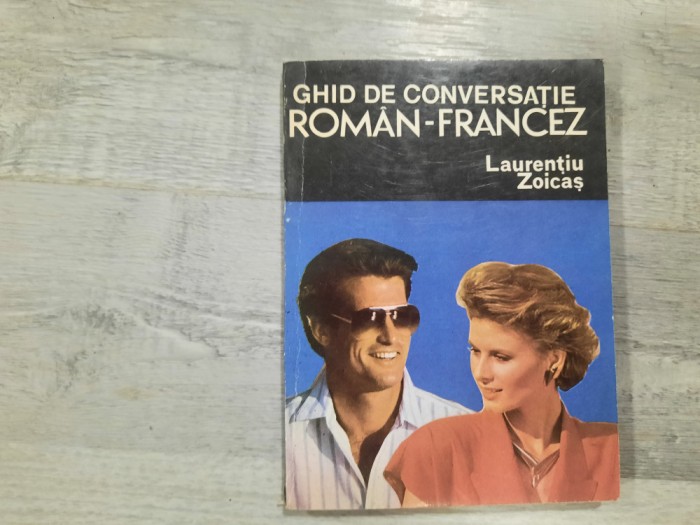 GHID DE CONVERSAȚIE
ROMÂN-FRANCEZ
Laurențiu
Zoicaș